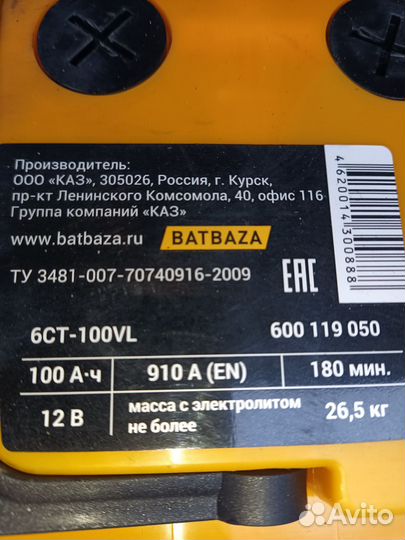 Производитель:
ООО «КАЗ», 305026, Россия, г. Курск,
пр-кт Ленинского Комсомола, 40, офис 116
Группа компаний «КАЗ»
www.batbaza.ru BATBAZA
ТУ 3481-007-70740916-2009
EAC
4620014300888
6СТ-100VL 600 119 050
100 А·ч 910 А (EN) 180 мин.
12 В масса с электролитом не более 26,5 кг
Avito